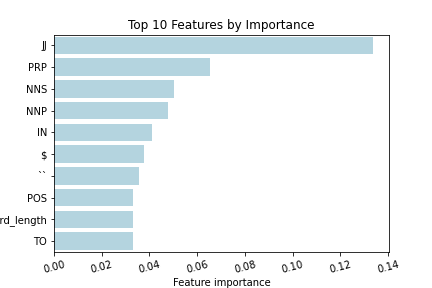 Top 10 Features by Importance
JJ
PRP
NNS
NNP
IN
$
``
POS
rd_length
TO
0.00 0.02 0.04 0.06 0.08 0.10 0.12 0.14
Feature importance